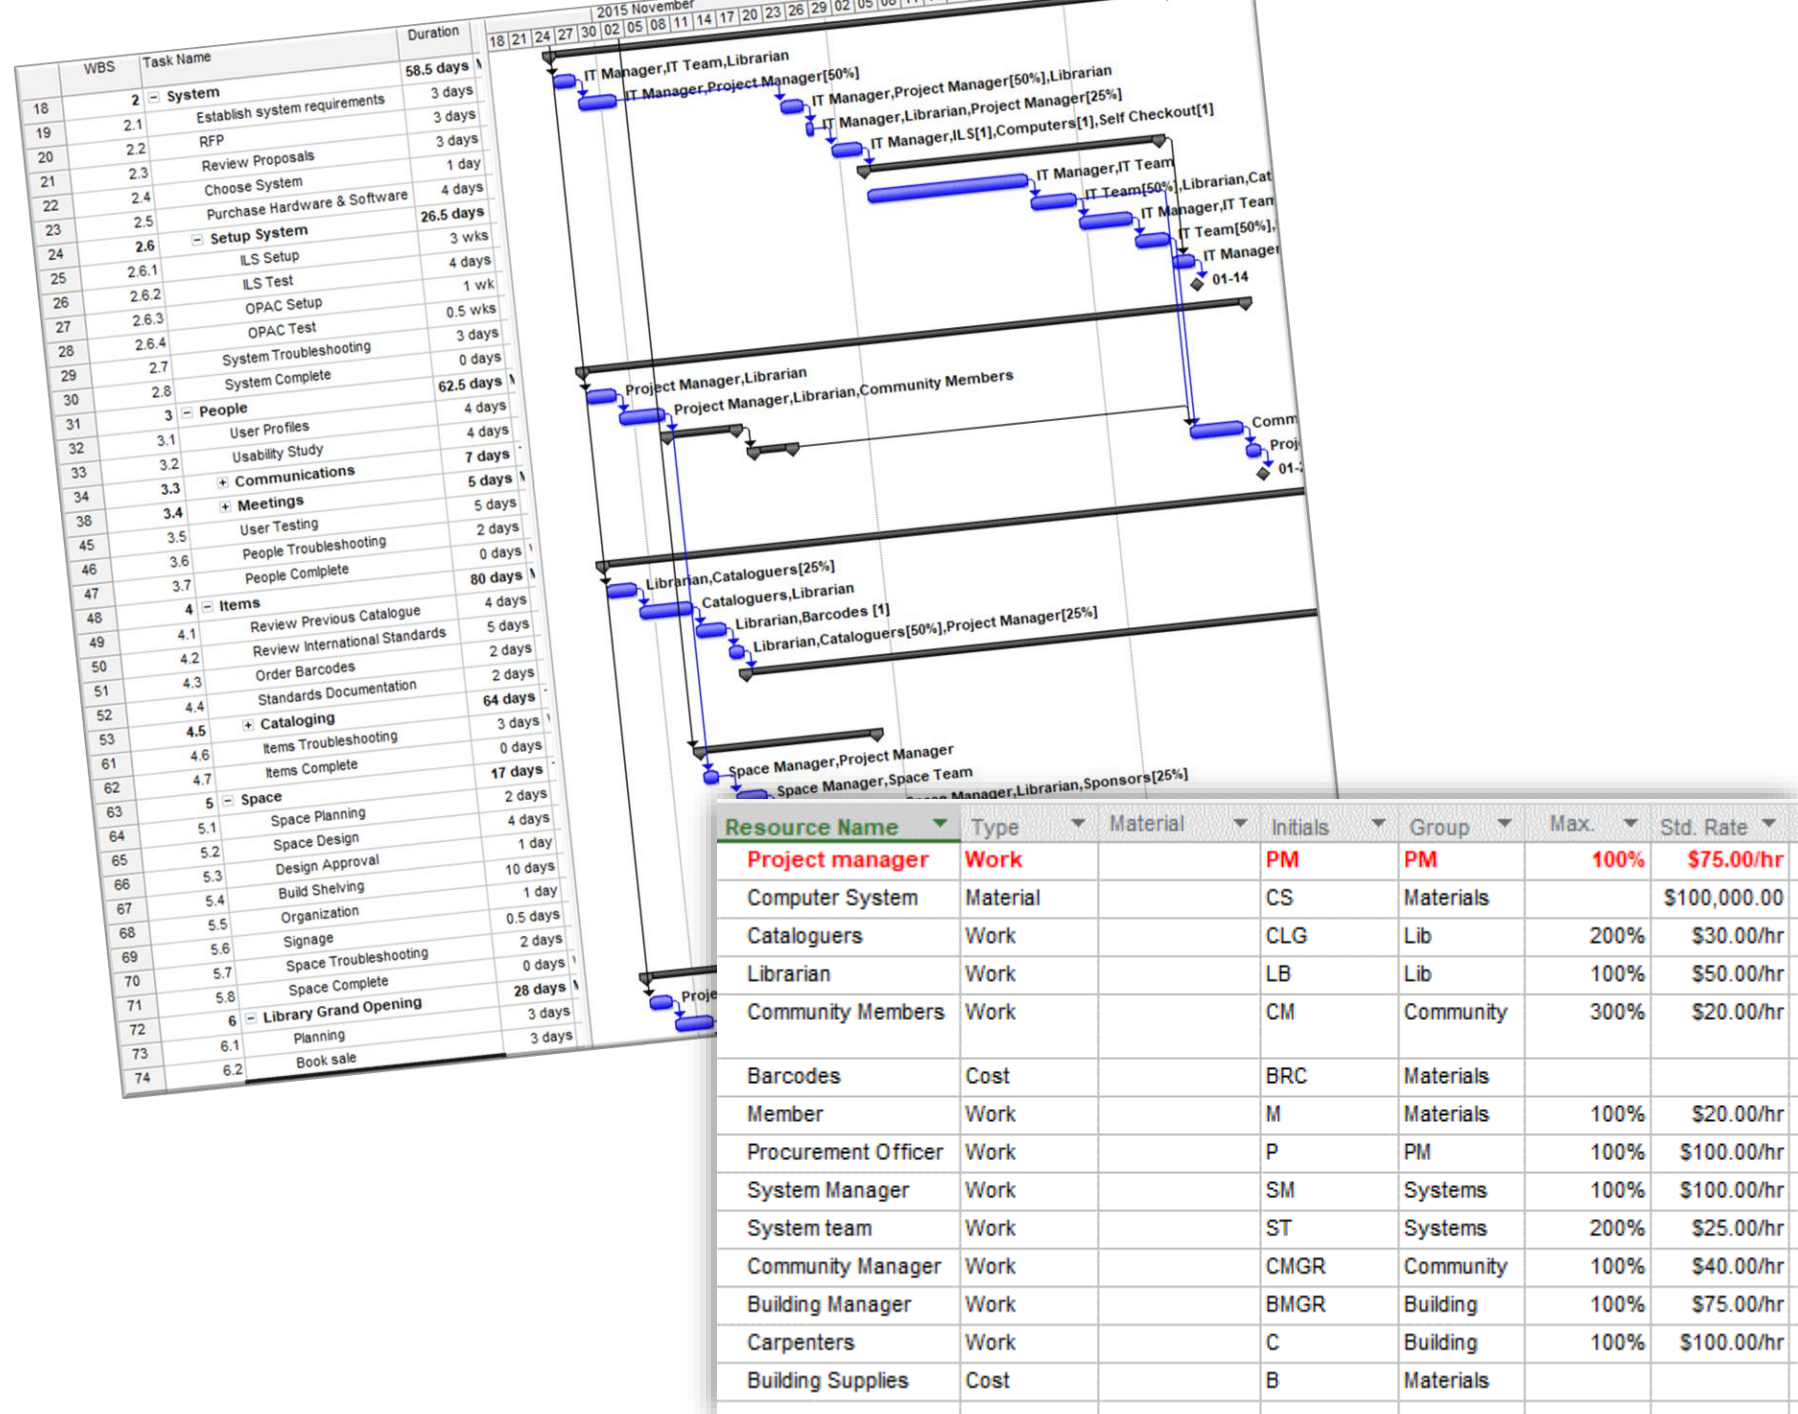 2015 November
WBS Task Name Duration 18 21 24 27 30 02 05 08 11 14 17 20 23 26 29 02 05 08
18 2 System 58.5 days
19 2.1 Establish system requirements 3 days IT Manager,IT Team,Librarian
20 2.2 RFP 3 days IT Manager,Project Manager[50%]
21 2.3 Review Proposals 3 days IT Manager,Project Manager[50%],Librarian
22 2.4 Choose System 1 day IT Manager,Librarian,Project Manager[25%]
23 2.5 Purchase Hardware & Software 4 days IT Manager,ILS[1],Computers[1],Self Checkout[1]
24 2.6 Setup System 26.5 days
25 2.6.1 ILS Setup 3 wks IT Manager,IT Team
26 2.6.2 ILS Test 4 days IT Team[50%],Librarian,Cat
27 2.6.3 OPAC Setup 1 wk IT Manager,IT Team
28 2.6.4 OPAC Test 0.5 wks IT Team[50%],
29 2.7 System Troubleshooting 3 days IT Manager
30 2.8 System Complete 0 days 01-14
31 3 People 62.5 days
32 3.1 User Profiles 4 days Project Manager,Librarian
33 3.2 Usability Study 4 days Project Manager,Librarian,Community Members
34 3.3 Communications 7 days
38 3.4 Meetings 5 days
45 3.5 User Testing 5 days Comm
46 3.6 People Troubleshooting 2 days Proj
47 3.7 People Comlplete 0 days 01-
48 4 Items 80 days
49 4.1 Review Previous Catalogue 4 days Librarian,Cataloguers[25%]
50 4.2 Review International Standards 5 days Cataloguers,Librarian
51 4.3 Order Barcodes 2 days Librarian,Barcodes [1]
52 4.4 Standards Documentation 2 days Librarian,Cataloguers[50%],Project Manager[25%]
53 4.5 Cataloging 64 days
61 4.6 Items Troubleshooting 3 days
62 4.7 Items Complete 0 days
63 5 Space 17 days
64 5.1 Space Planning 2 days Space Manager,Project Manager
65 5.2 Space Design 4 days Space Manager,Space Team
66 5.3 Design Approval 1 day Space Manager,Librarian,Sponsors[25%]
67 5.4 Build Shelving 10 days
68 5.5 Organization 1 day
69 5.6 Signage 0.5 days
70 5.7 Space Troubleshooting 2 days
71 5.8 Space Complete 0 days
72 6 Library Grand Opening 28 days
73 6.1 Planning 3 days Proje
74 6.2 Book sale 3 days
Resource Name Type Material Initials Group Max. Std. Rate
Project manager Work PM PM 100% $75.00/hr
Computer System Material CS Materials $100,000.00
Cataloguers Work CLG Lib 200% $30.00/hr
Librarian Work LB Lib 100% $50.00/hr
Community Members Work CM Community 300% $20.00/hr
Barcodes Cost BRC Materials
Member Work M Materials 100% $20.00/hr
Procurement Officer Work P PM 100% $100.00/hr
System Manager Work SM Systems 100% $100.00/hr
System team Work ST Systems 200% $25.00/hr
Community Manager Work CMGR Community 100% $40.00/hr
Building Manager Work BMGR Building 100% $75.00/hr
Carpenters Work C Building 100% $100.00/hr
Building Supplies Cost B Materials